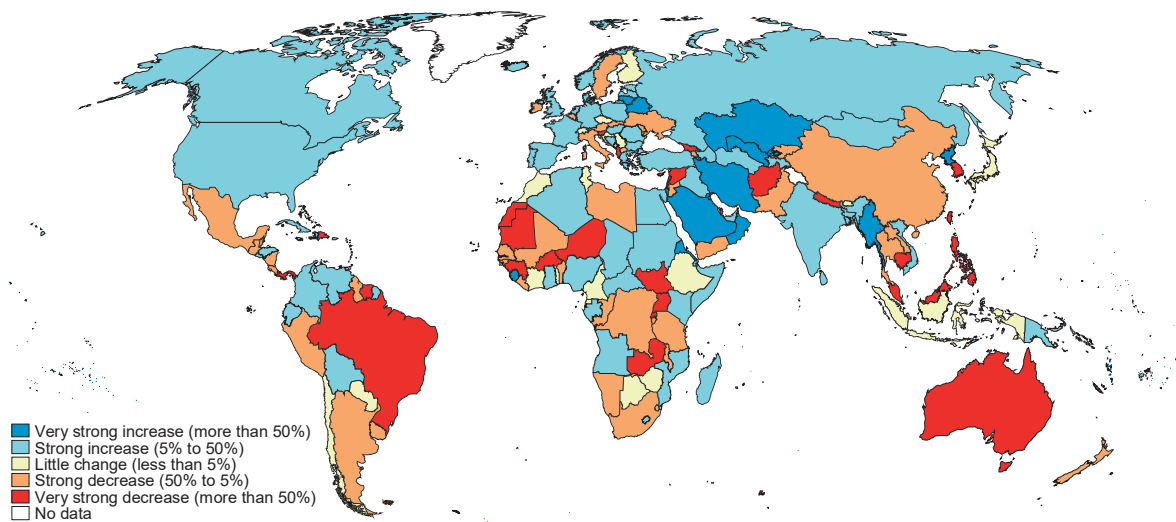 Very strong increase (more than 50%)
Strong increase (5% to 50%)
Little change (less than 5%)
Strong decrease (50% to 5%)
Very strong decrease (more than 50%)
No data